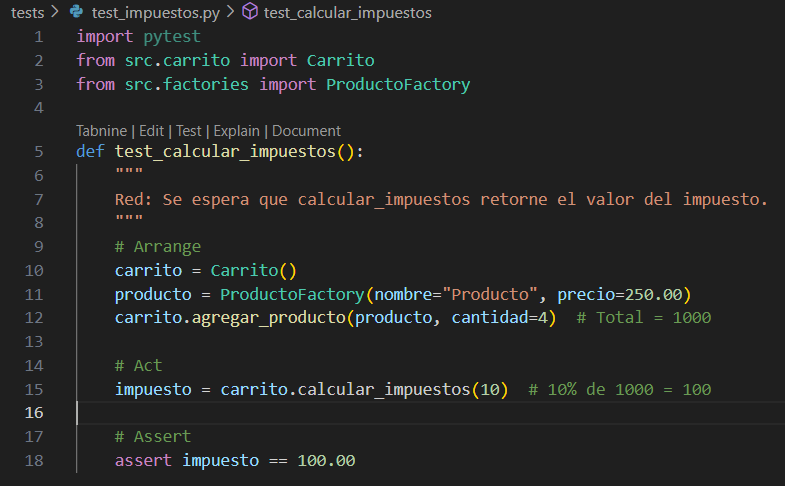 tests > test_impuestos.py > test_calcular_impuestos
1 import pytest
2 from src.carrito import Carrito
3 from src.factories import ProductoFactory
4
Tabnine | Edit | Test | Explain | Document
5 def test_calcular_impuestos():
6     """
7     Red: Se espera que calcular_impuestos retorne el valor del impuesto.
8     """
9     # Arrange
10     carrito = Carrito()
11     producto = ProductoFactory(nombre="Producto", precio=250.00)
12     carrito.agregar_producto(producto, cantidad=4)  # Total = 1000
13
14     # Act
15     impuesto = carrito.calcular_impuestos(10)  # 10% de 1000 = 100
16
17     # Assert
18     assert impuesto == 100.00